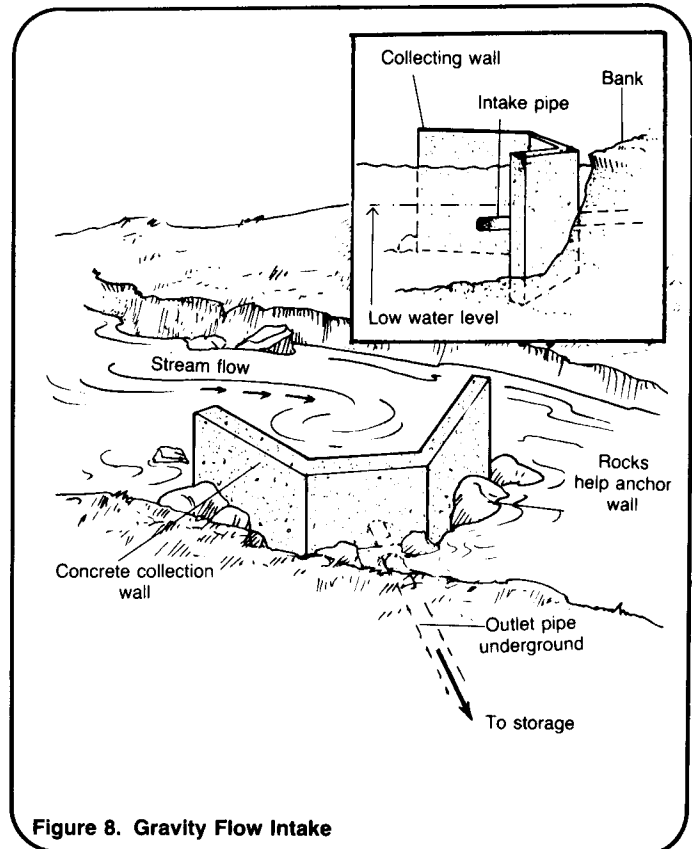 Collecting wall
Bank
Intake pipe
Low water level
Stream flow
Rocks
help anchor
wall
Concrete collection
wall
Outlet pipe
underground
To storage
Figure 8. Gravity Flow Intake